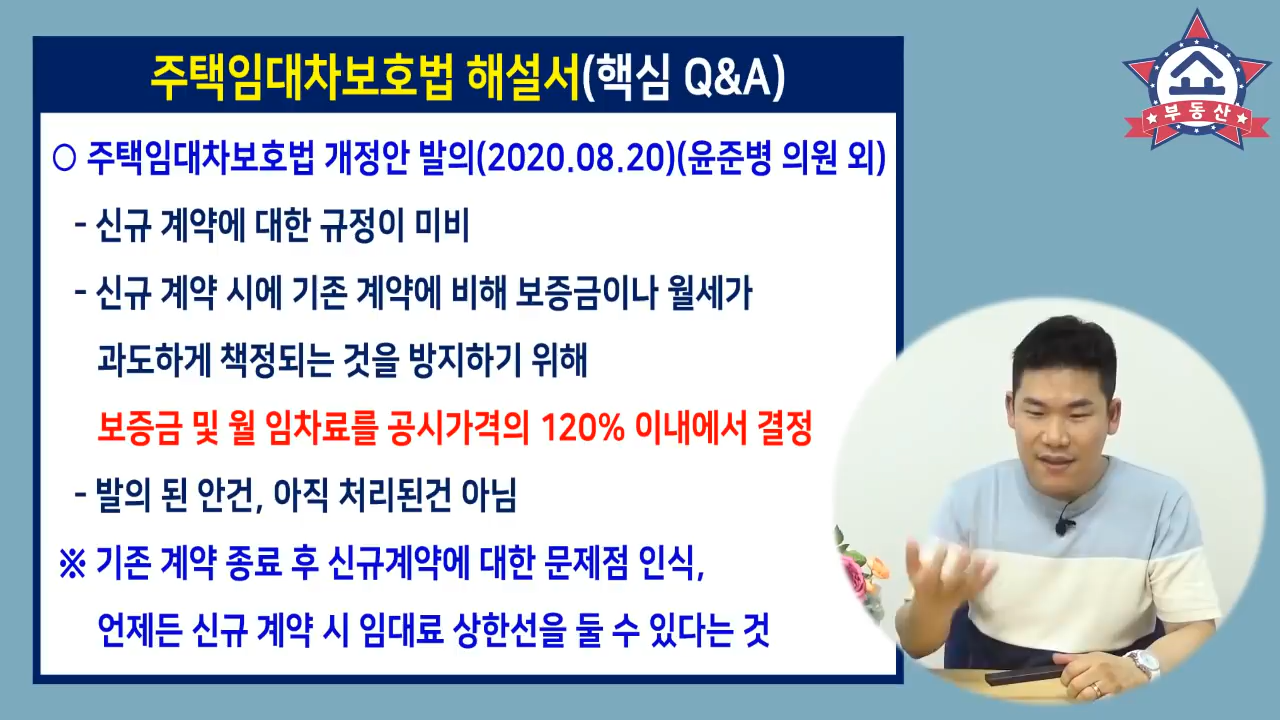 주택임대차보호법 해설서(핵심 Q&A)
부동산
○ 주택임대차보호법 개정안 발의(2020.08.20)(윤준병 의원 외)
- 신규 계약에 대한 규정이 미비
- 신규 계약 시에 기존 계약에 비해 보증금이나 월세가
과도하게 책정되는 것을 방지하기 위해
보증금 및 월 임차료를 공시가격의 120% 이내에서 결정
- 발의 된 안건, 아직 처리된건 아님
※ 기존 계약 종료 후 신규계약에 대한 문제점 인식,
언제든 신규 계약 시 임대료 상한선을 둘 수 있다는 것